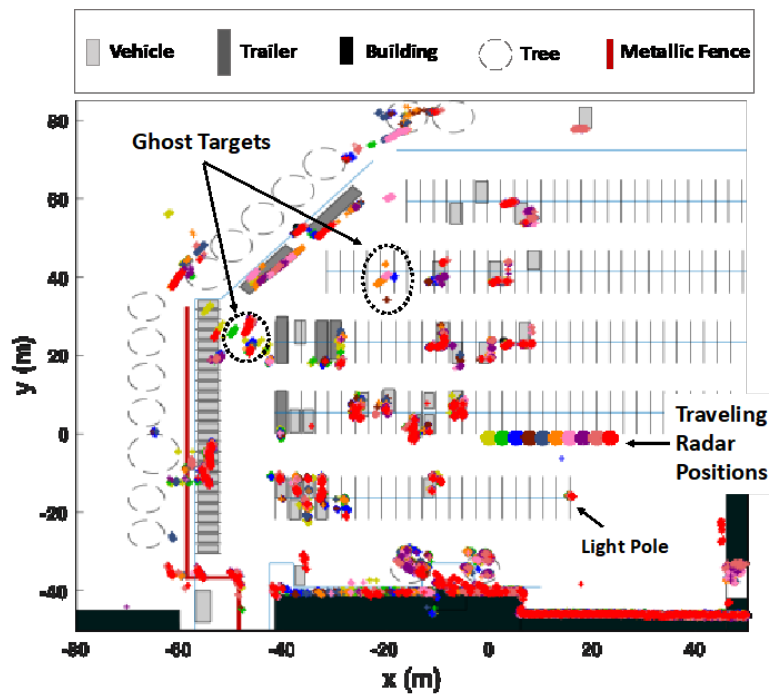 Vehicle Trailer Building Tree Metallic Fence
Ghost Targets
80
60
40
20
0
-20
-40
y (m)
Traveling
Radar
Positions
Light Pole
-80 -60 -40 -20 0 20 40
x (m)